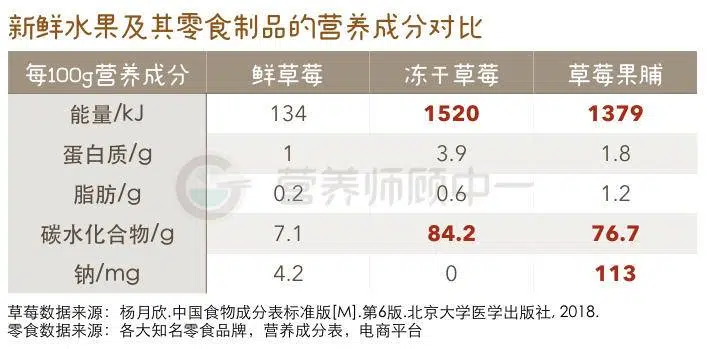 新鲜水果及其零食制品的营养成分对比
每100g营养成分 鲜草莓 冻干草莓 草莓果脯
能量/kJ 134 1520 1379
蛋白质/g 1 3.9 1.8
脂肪/g 0.2 0.6 1.2
营养师顾中一
碳水化合物/g 7.1 84.2 76.7
钠/mg 4.2 0 113
草莓数据来源：杨月欣.中国食物成分表标准版[M].第6版.北京大学医学出版社, 2018.
零食数据来源：各大知名零食品牌，营养成分表，电商平台